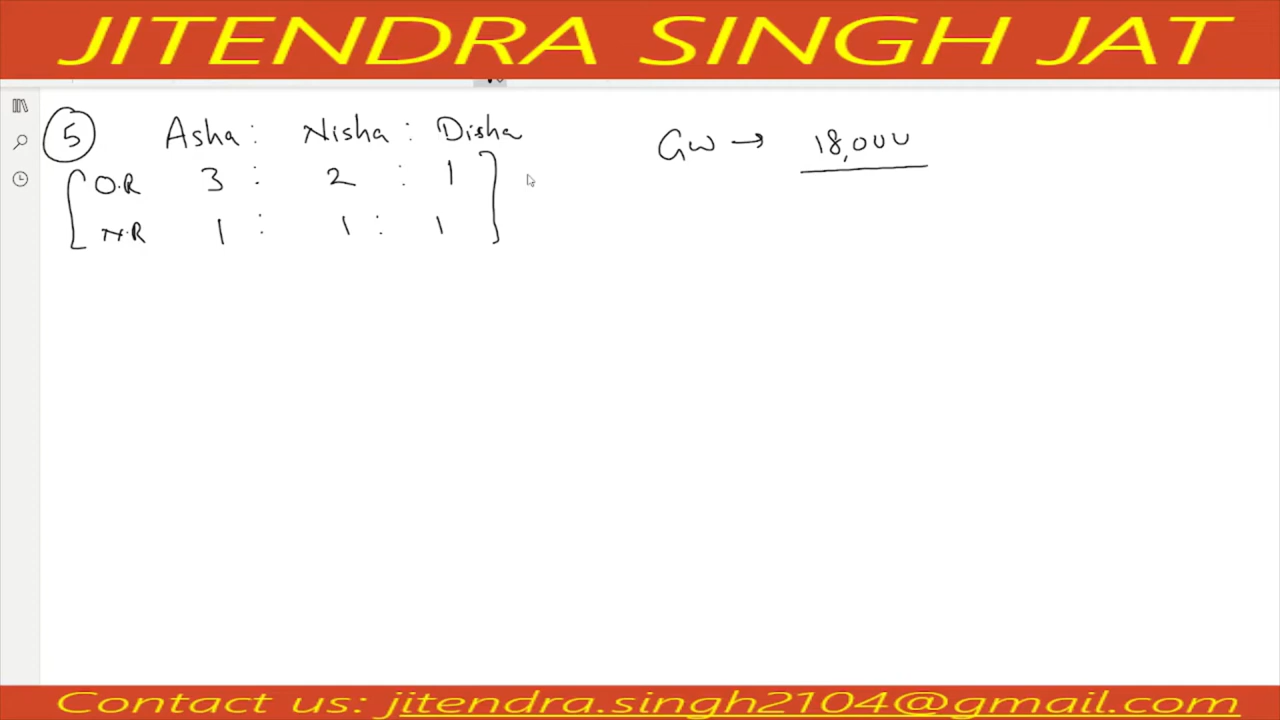 JITENDRA SINGH JAT
5 Asha : Nisha : Disha
O.R 3 : 2 : 1
N.R 1 : 1 : 1
GW → 18,000
Contact us: jitendra.singh2104@gmail.com